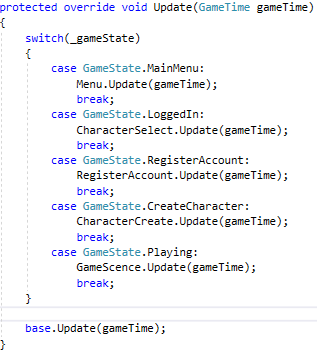 protected override void Update(GameTime gameTime)
{
    switch(_gameState)
    {
        case GameState.MainMenu:
            Menu.Update(gameTime);
            break;
        case GameState.LoggedIn:
            CharacterSelect.Update(gameTime);
            break;
        case GameState.RegisterAccount:
            RegisterAccount.Update(gameTime);
            break;
        case GameState.CreateCharacter:
            CharacterCreate.Update(gameTime);
            break;
        case GameState.Playing:
            GameScence.Update(gameTime);
            break;
    }

    base.Update(gameTime);
}